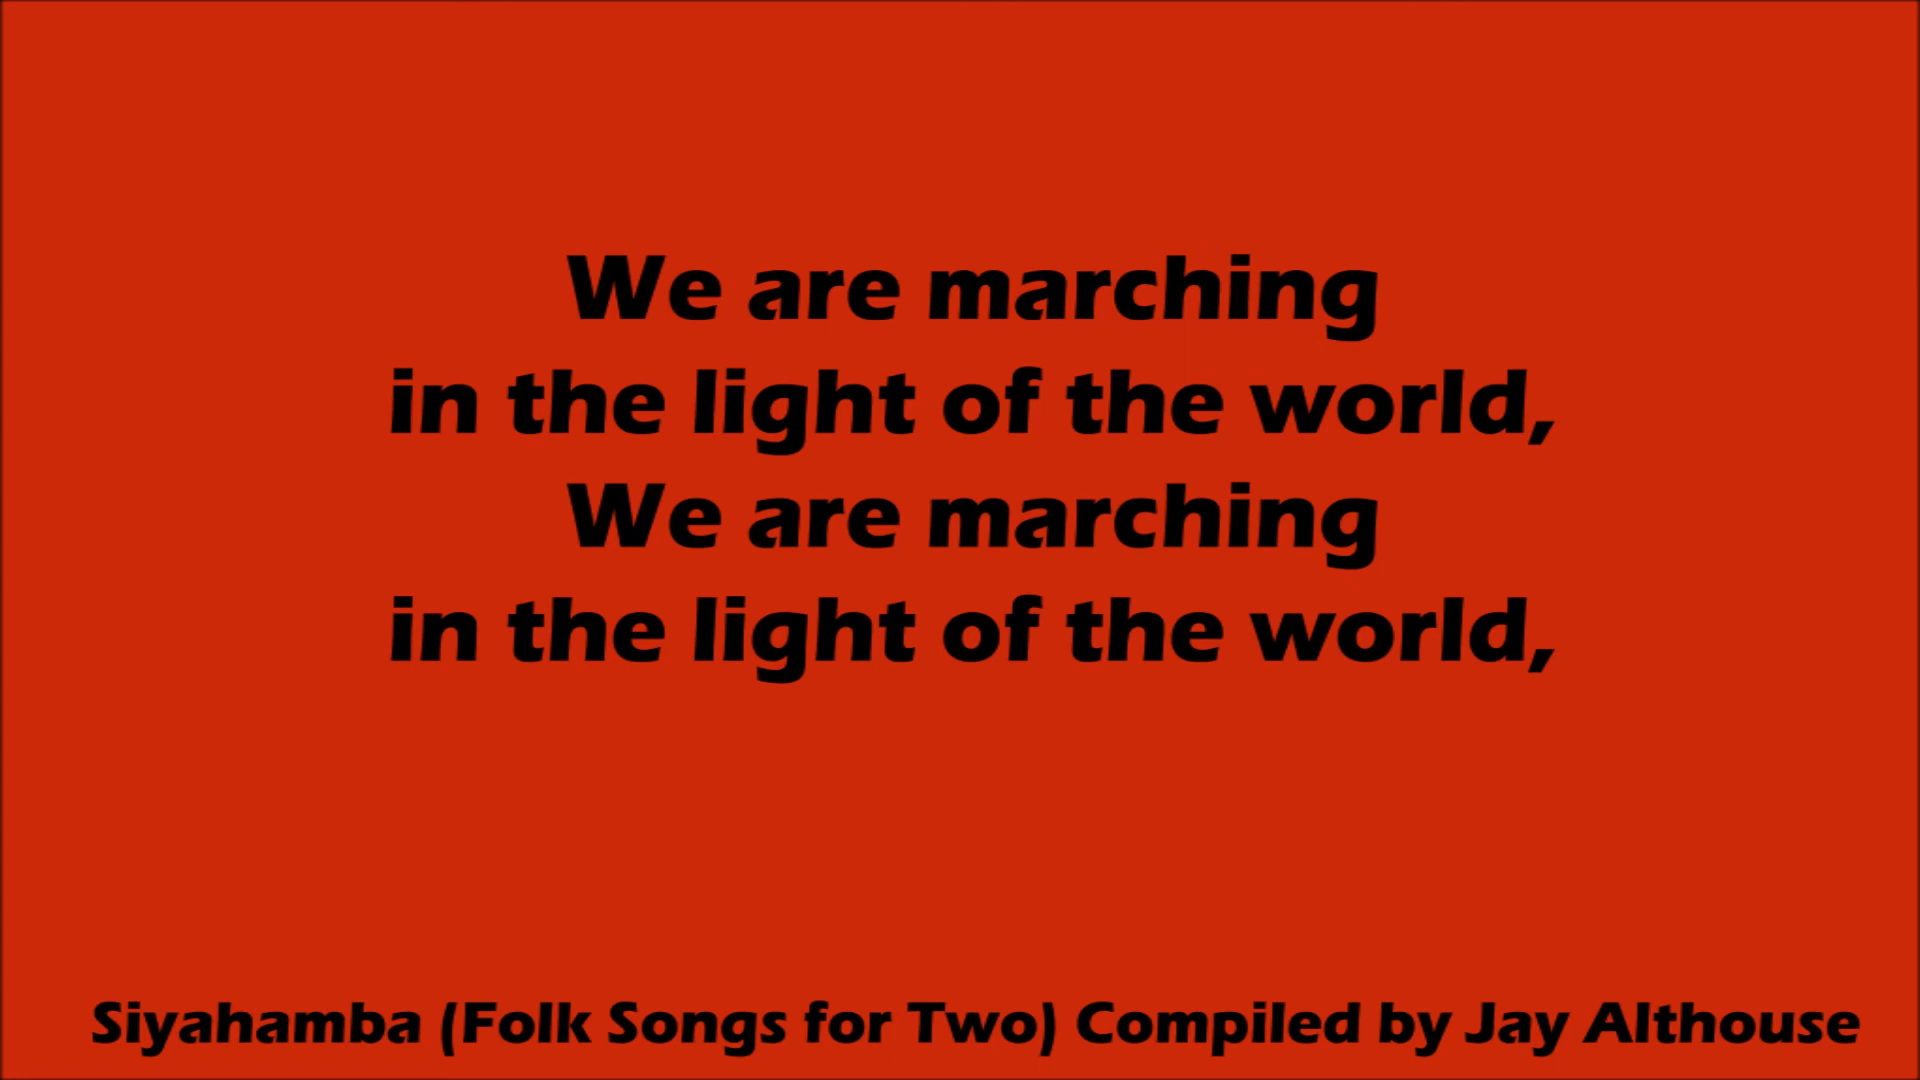 We are marching
in the light of the world,
We are marching
in the light of the world,
Siyahamba (Folk Songs for Two) Compiled by Jay Althouse